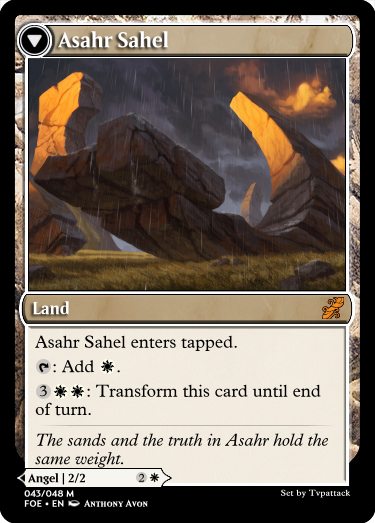 Asahr Sahel
Land
Asahr Sahel enters tapped.
: Add .
3: Transform this card until end
of turn.
The sands and the truth in Asahr hold the
same weight.
Angel | 2/2 2
043/048 M
FOE • EN Anthony Avon
Set by Tvpattack